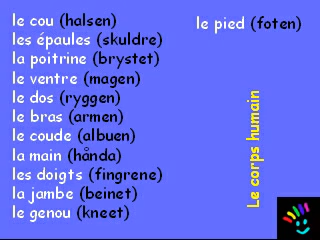 le cou (halsen)
les épaules (skuldre)
la poitrine (brystet)
le ventre (magen)
le dos (ryggen)
le bras (armen)
le coude (albuen)
la main (hånda)
les doigts (fingrene)
la jambe (beinet)
le genou (kneet)
le pied (foten)
Le corps humain